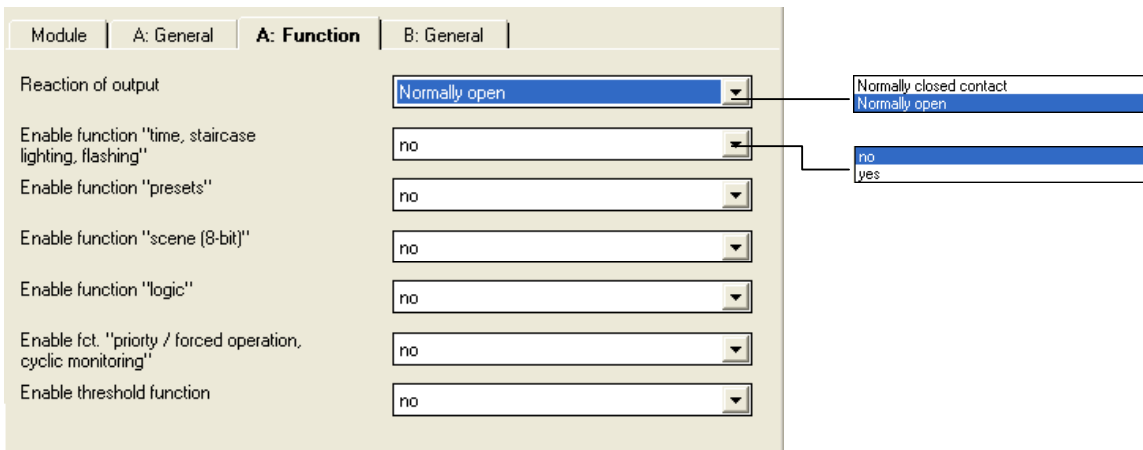 Module A: General A: Function B: General
Reaction of output Normally open
Normally closed contact
Normally open
Enable function "time, staircase
lighting, flashing" no
no
yes
Enable function "presets" no
Enable function "scene (8-bit)" no
Enable function "logic" no
Enable fct. "priorty / forced operation,
cyclic monitoring" no
Enable threshold function no